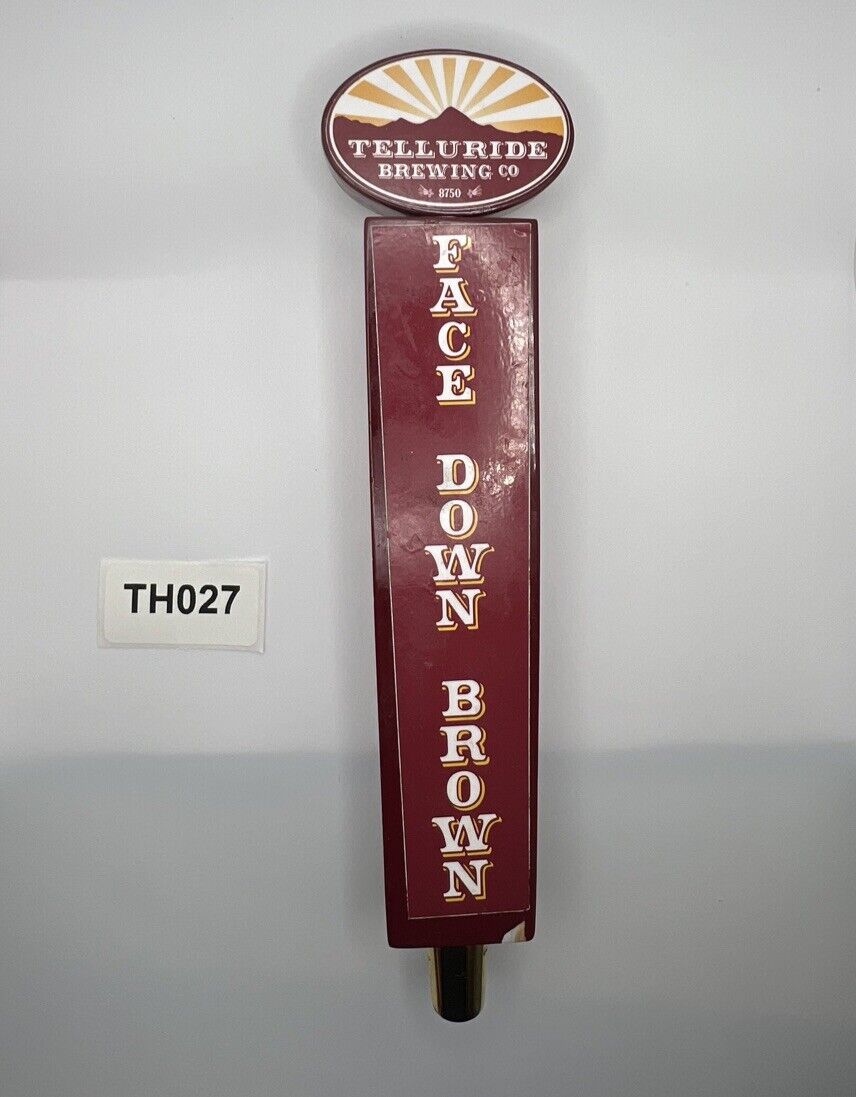 TELLURIDE
BREWING CO
8750
FACE
DOWN
BROWN
TH027